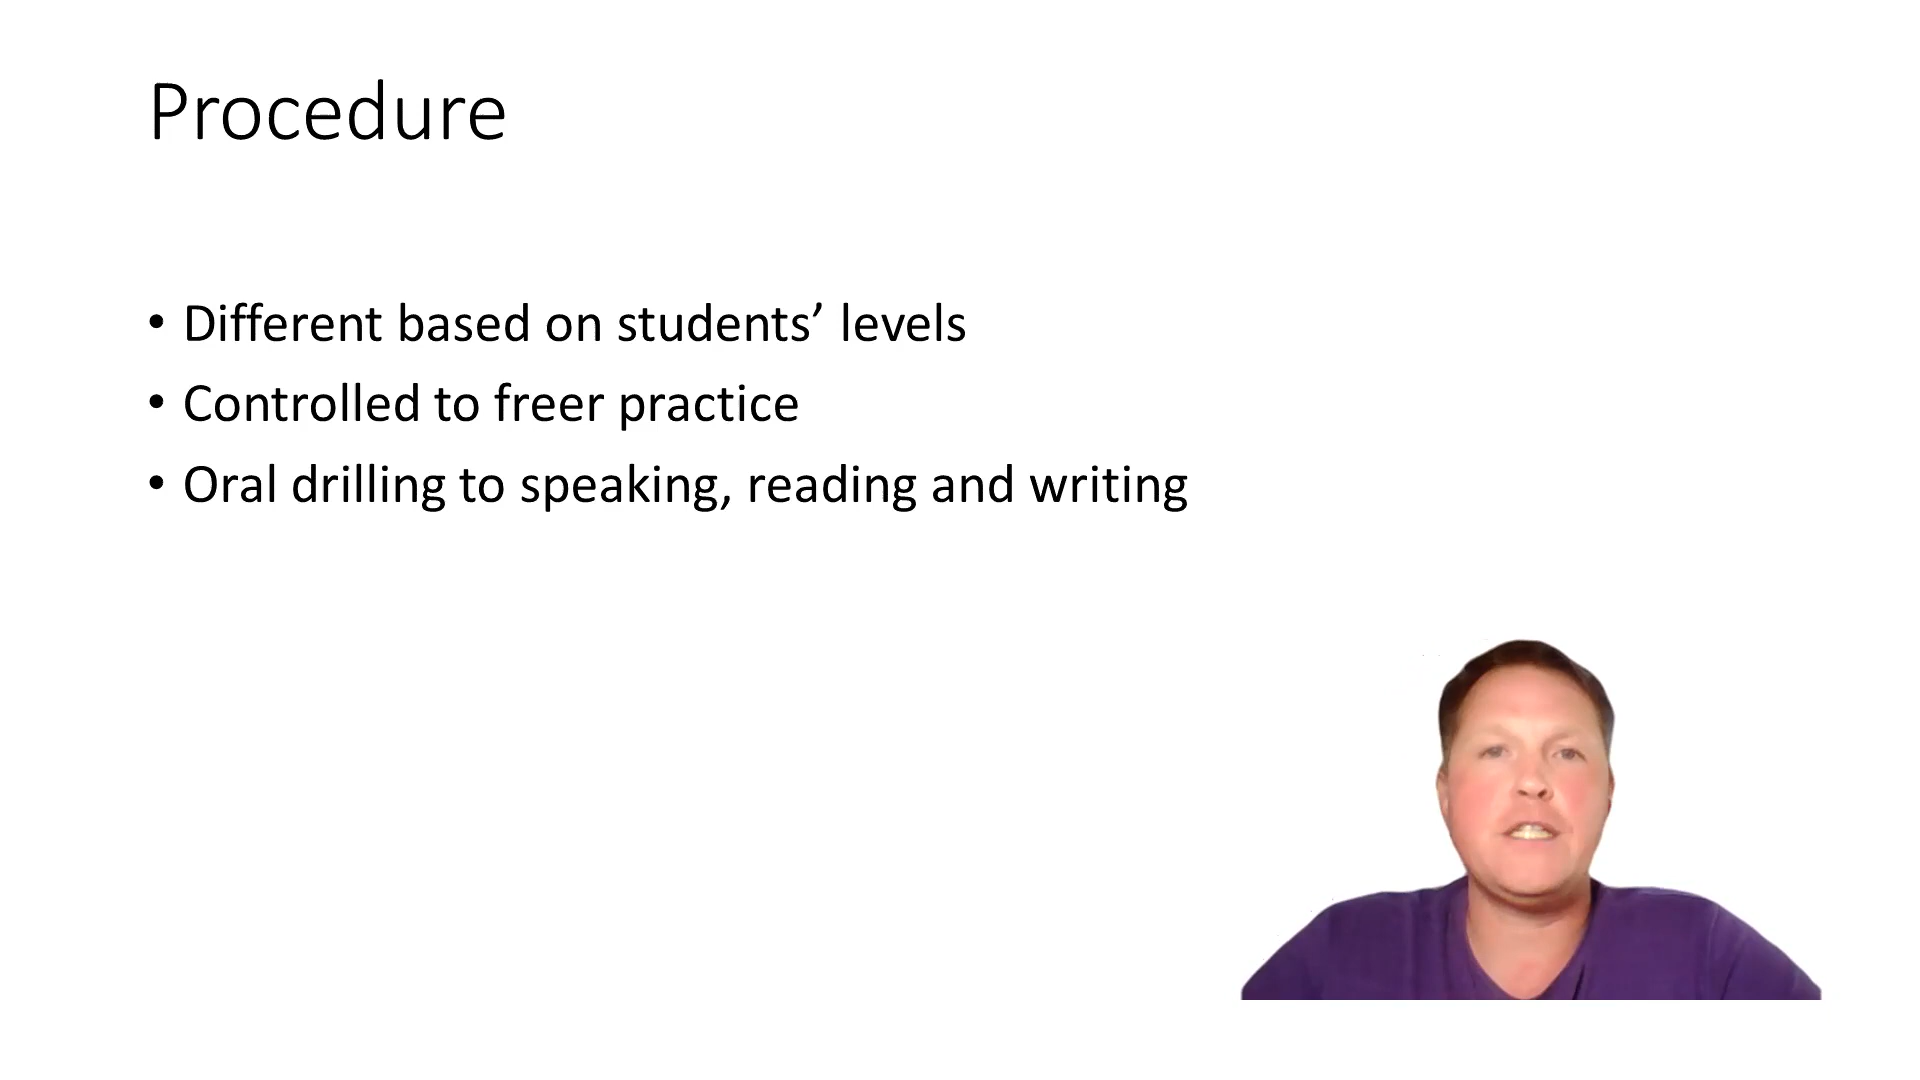 Procedure
• Different based on students’ levels
• Controlled to freer practice
• Oral drilling to speaking, reading and writing